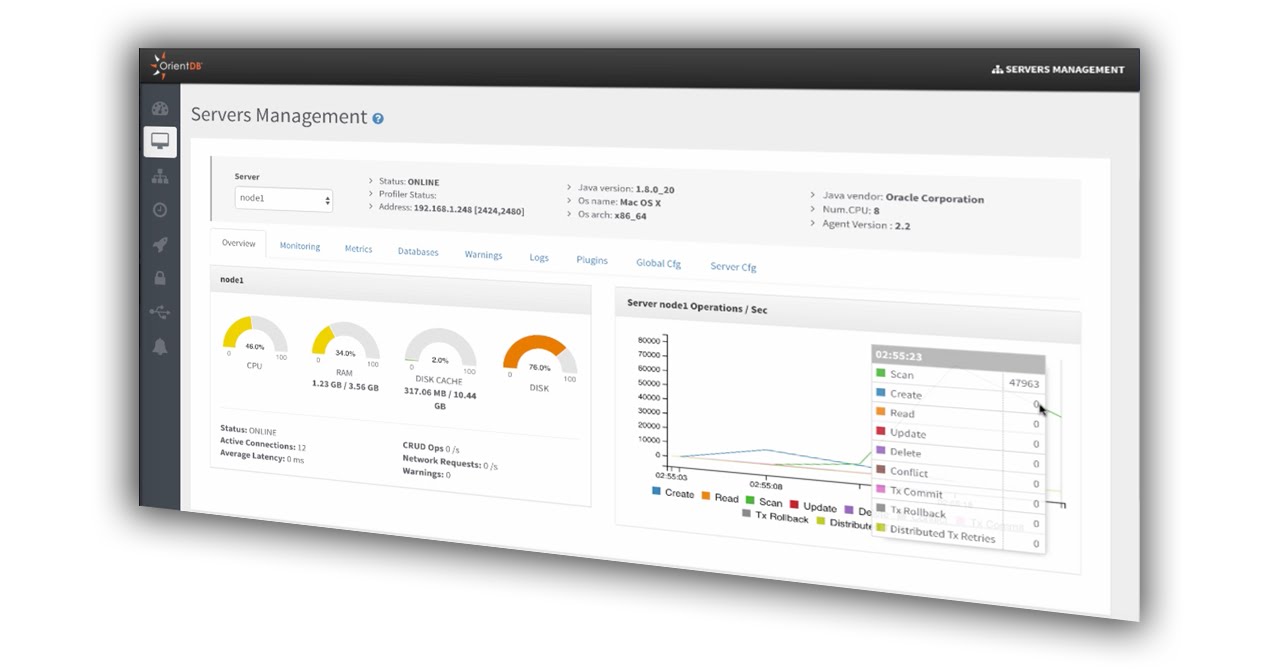 OrientDB
SERVERS MANAGEMENT
Servers Management ?
Server
node1
Status: ONLINE
Profiler Status:
Address: 192.168.1.248 [2424,2480]
Java version: 1.8.0_20
Os name: Mac OS X
Os arch: x86_64
Java vendor: Oracle Corporation
Num.CPU: 8
Agent Version : 2.2
Overview Monitoring Metrics Databases Warnings Logs Plugins Global Cfg Server Cfg
node1
46.0%
0 100
CPU
34.0%
0 100
RAM
1.23 GB / 3.56 GB
2.0%
0 100
DISK CACHE
317.06 MB / 10.44
GB
76.0%
0 100
DISK
Status: ONLINE
Active Connections: 12
Average Latency: 0 ms
CRUD Ops 0 /s
Network Requests: 0 /s
Warnings: 0
Server node1 Operations / Sec
80000
70000
60000
50000
40000
30000
20000
10000
0
02:55:03 02:55:08
02:55:23
Scan 47963
Create 0
Read 0
Update 0
Delete 0
Conflict 0
Tx Commit 0
Tx Rollback 0
Distributed Tx Retries 0
Create Read Scan Update De Tx Commit
Tx Rollback Distribute